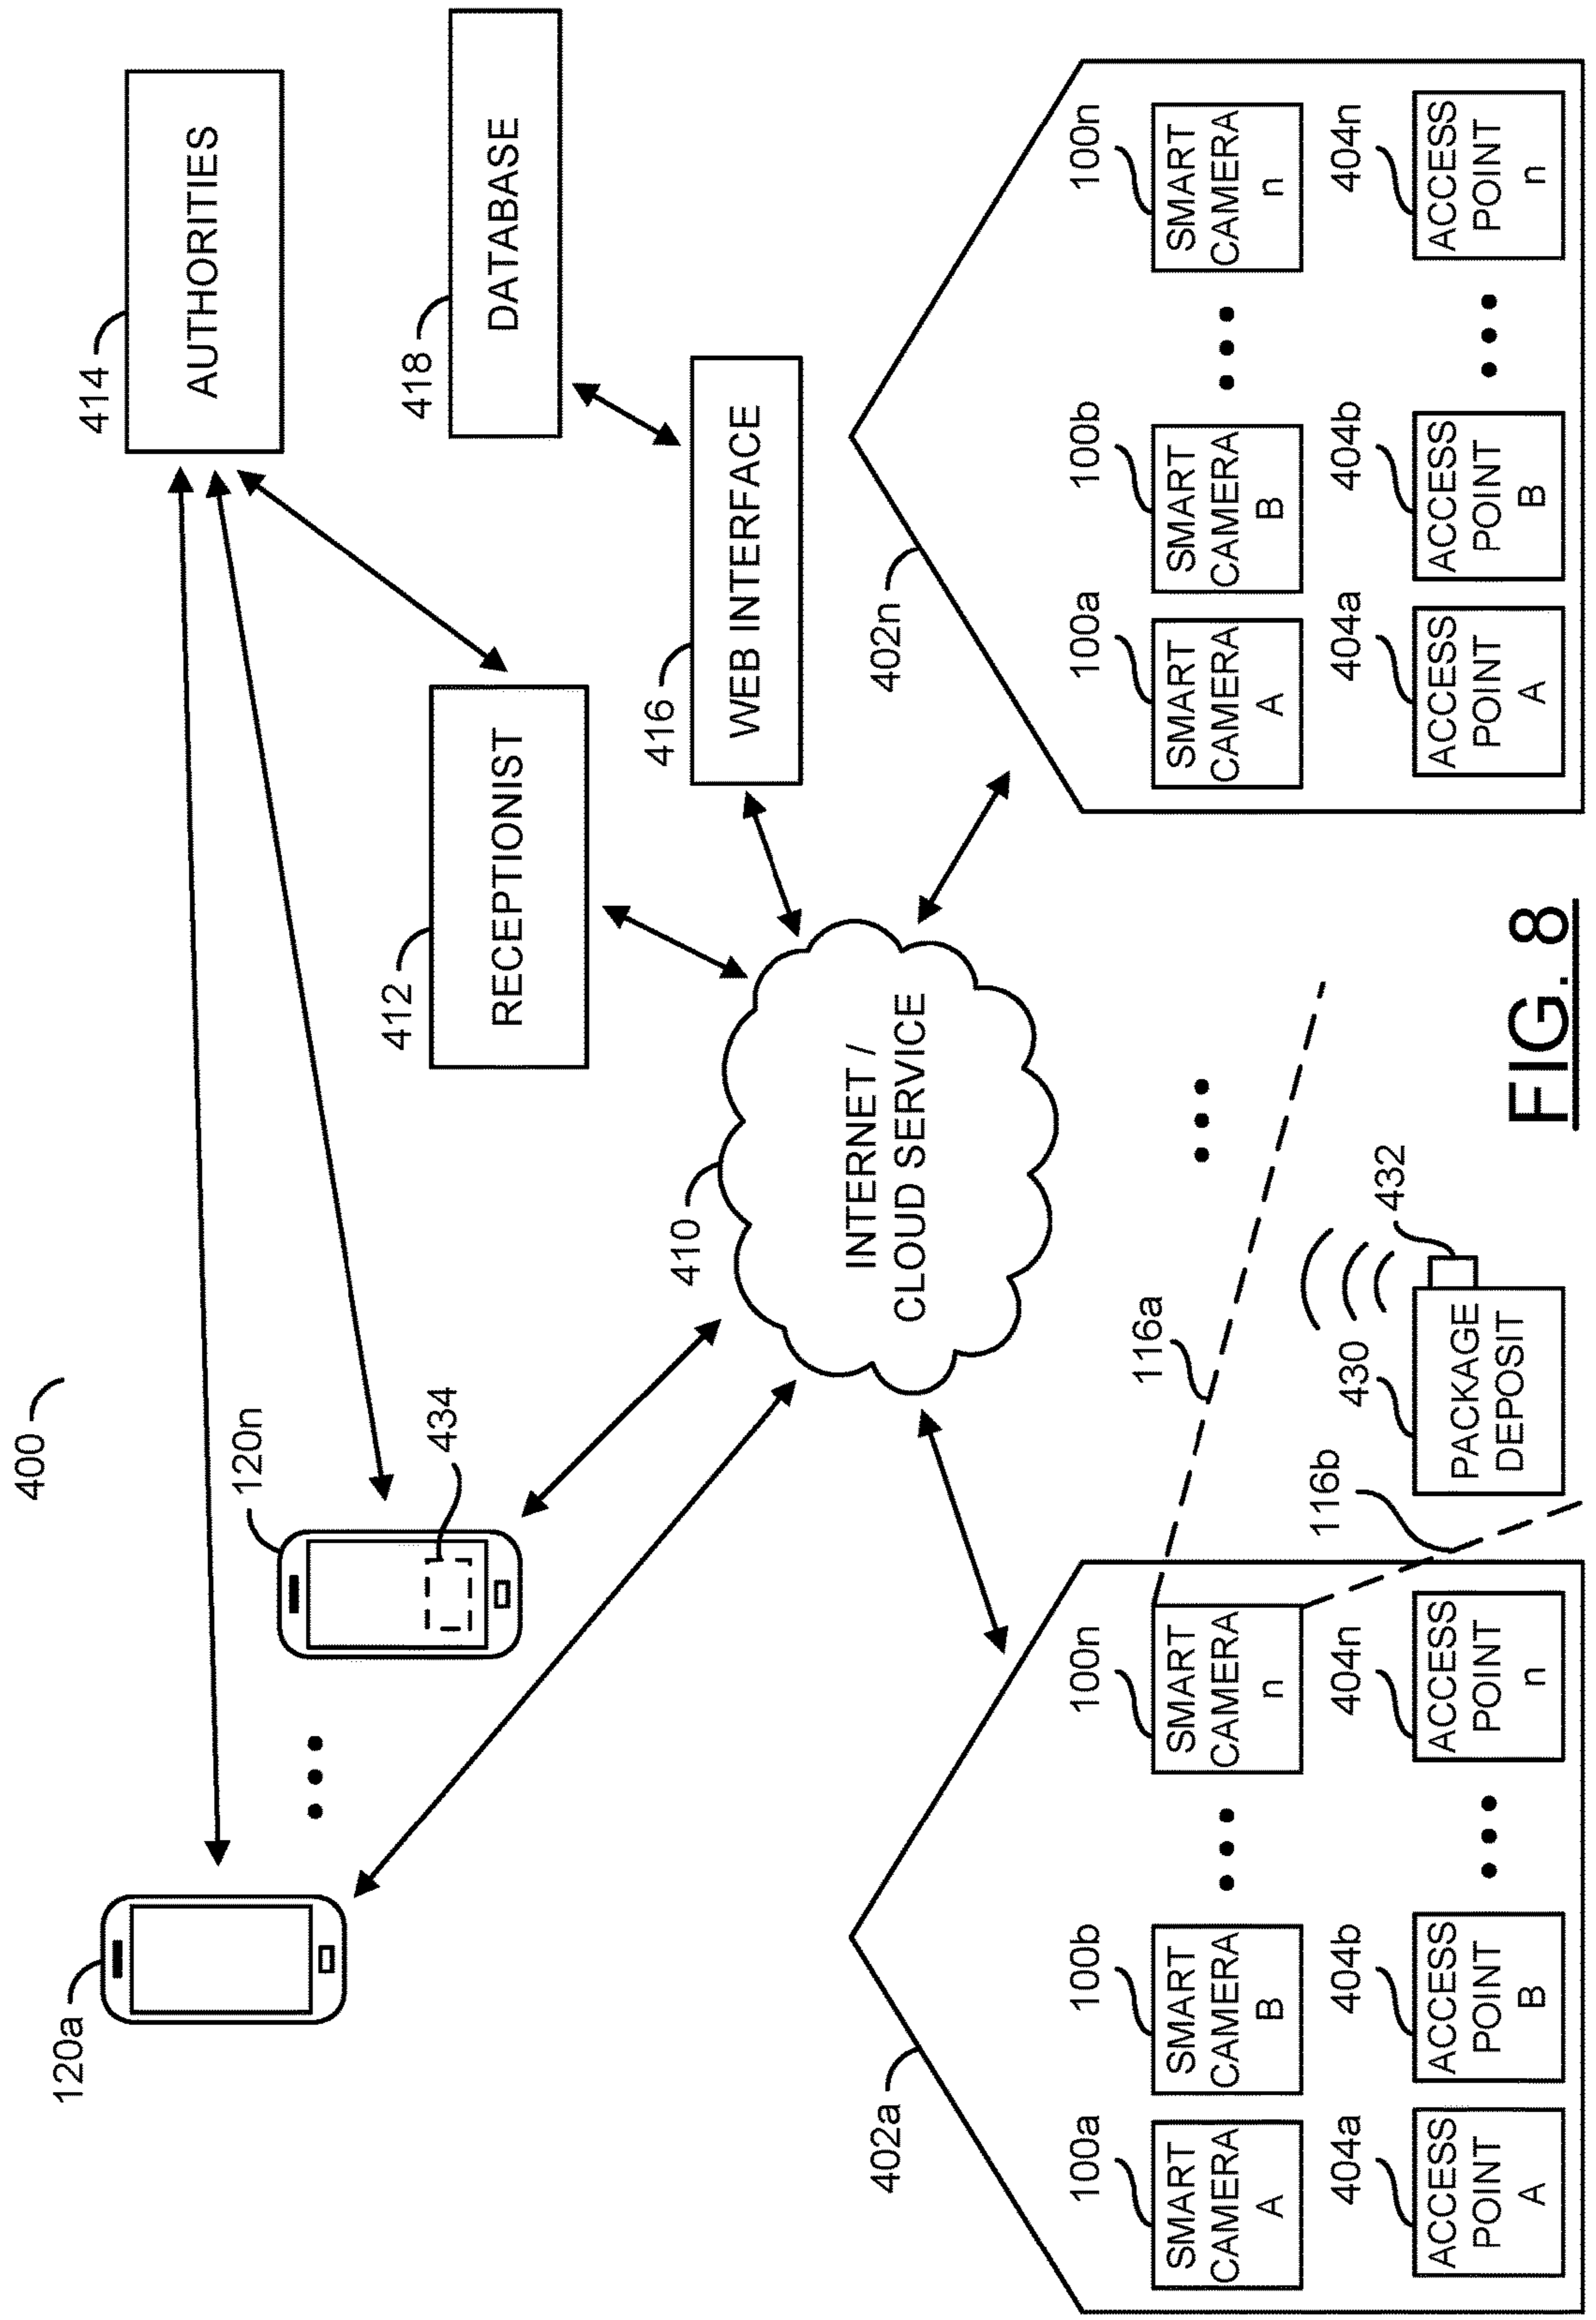 400
414
AUTHORITIES
120a
120n
434
418
DATABASE
412
RECEPTIONIST
416
WEB INTERFACE
410
INTERNET /
CLOUD SERVICE
402a
402n
100a
SMART
CAMERA
A
100b
SMART
CAMERA
B
100n
SMART
CAMERA
n
404a
ACCESS
POINT
A
404b
ACCESS
POINT
B
404n
ACCESS
POINT
n
116a
116b
430
PACKAGE
DEPOSIT
432
100a
SMART
CAMERA
A
100b
SMART
CAMERA
B
100n
SMART
CAMERA
n
404a
ACCESS
POINT
A
404b
ACCESS
POINT
B
404n
ACCESS
POINT
n
FIG. 8